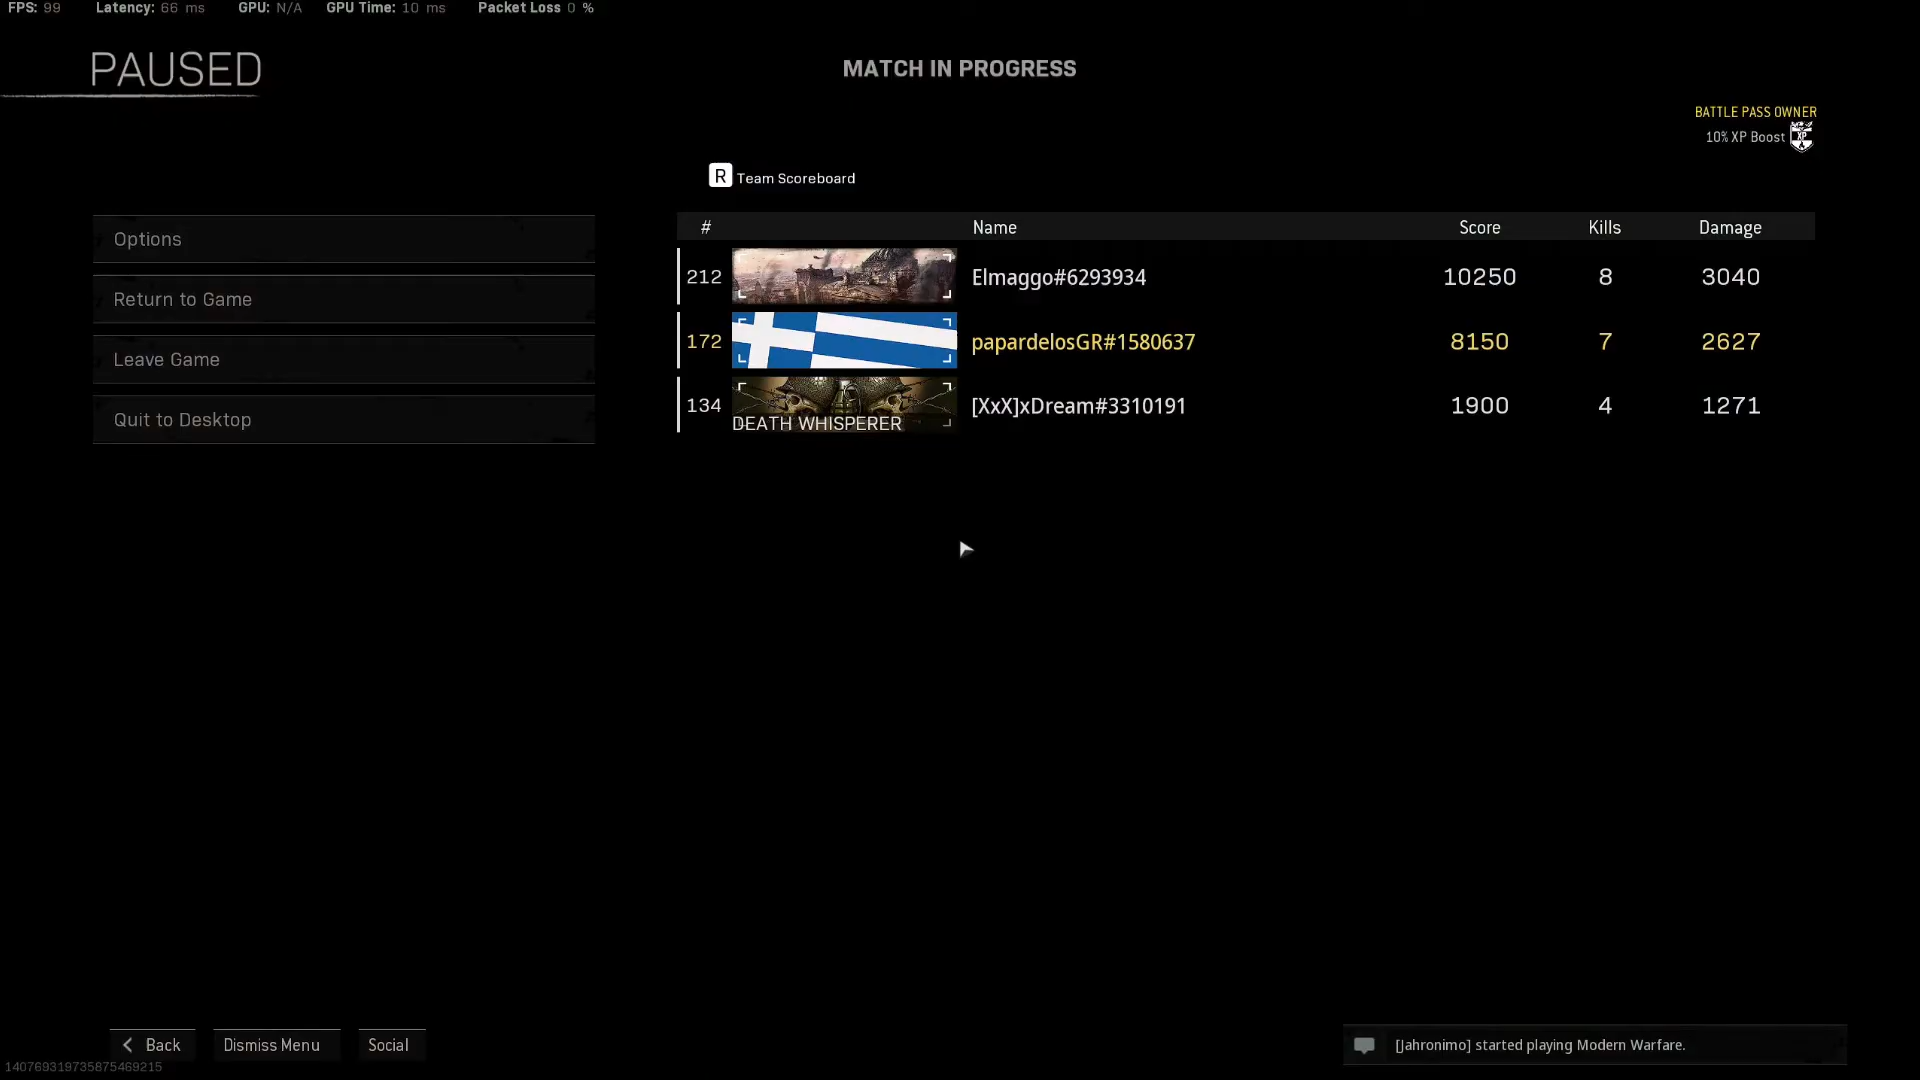 FPS: 99 Latency: 66 ms GPU: N/A GPU Time: 10 ms Packet Loss 0 %
PAUSED
MATCH IN PROGRESS
BATTLE PASS OWNER
10% XP Boost XP
R Team Scoreboard
Options
Return to Game
Leave Game
Quit to Desktop
# Name Score Kills Damage
212 Elmaggo#6293934 10250 8 3040
172 papardelosGR#1580637 8150 7 2627
134 DEATH WHISPERER [XxX]xDream#3310191 1900 4 1271
Back Dismiss Menu Social
[Jahronimo] started playing Modern Warfare.
14076931973587546​9215